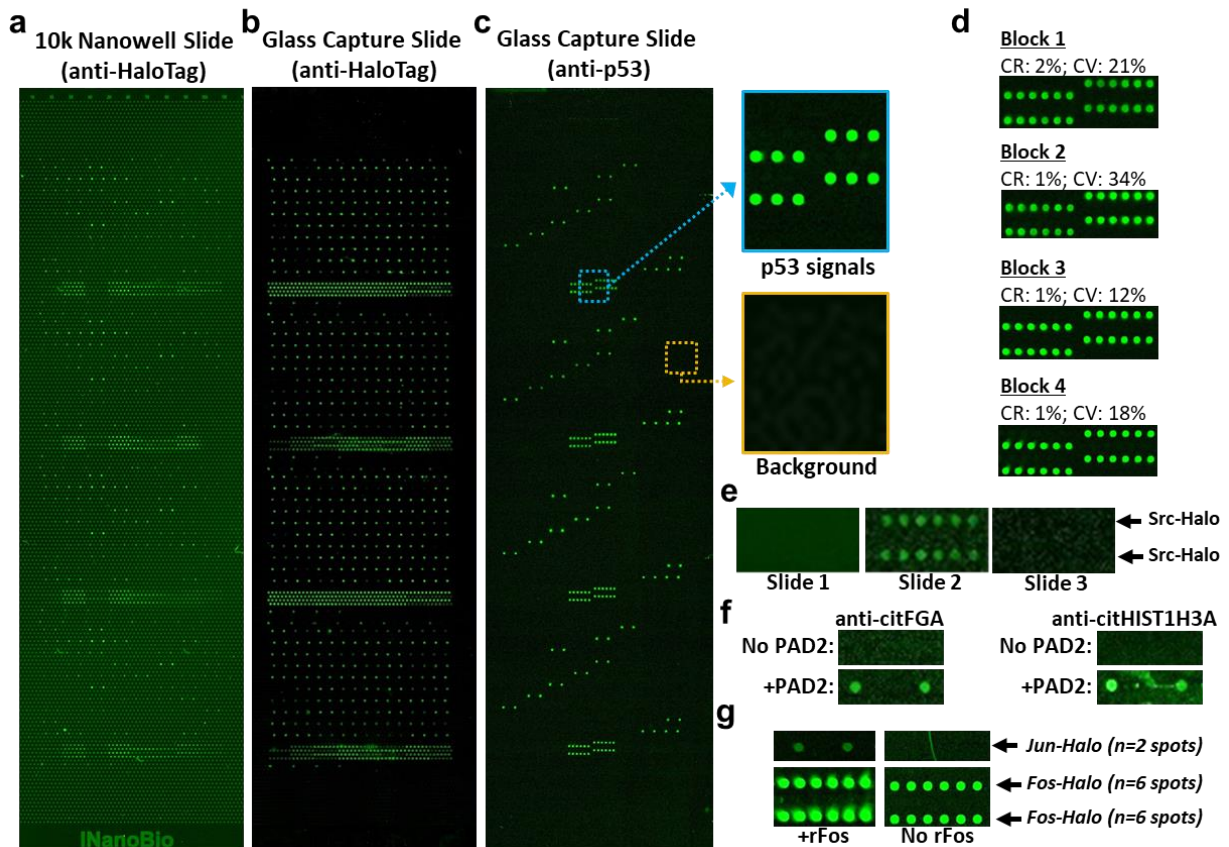 a
10k Nanowell Slide
(anti-HaloTag)
INanoBio
b
Glass Capture Slide
(anti-HaloTag)
c
Glass Capture Slide
(anti-p53)
p53 signals
Background
d
Block 1
CR: 2%; CV: 21%
Block 2
CR: 1%; CV: 34%
Block 3
CR: 1%; CV: 12%
Block 4
CR: 1%; CV: 18%
e
Src-Halo
Src-Halo
Slide 1 Slide 2 Slide 3
f
anti-citFGA anti-citHIST1H3A
No PAD2: No PAD2:
+PAD2: +PAD2:
g
Jun-Halo (n=2 spots)
Fos-Halo (n=6 spots)
Fos-Halo (n=6 spots)
+rFos No rFos